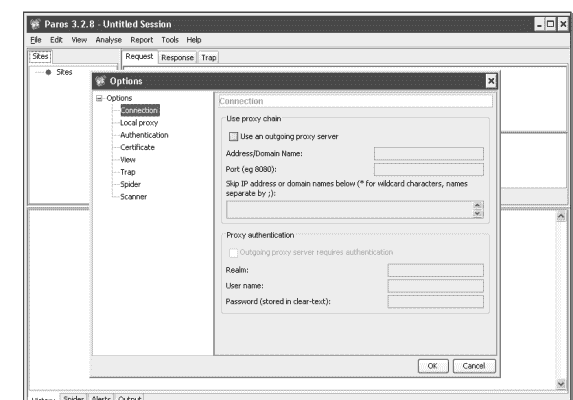 Paros 3.2.8 - Untitled Session
File Edit View Analyse Report Tools Help
Sites
Request Response Trap
Sites
Options
Options
Connection
Local proxy
Authentication
Certificate
View
Trap
Spider
Scanner
Connection
Use proxy chain
Use an outgoing proxy server
Address/Domain Name:
Port (eg 8080):
Skip IP address or domain names below (* for wildcard characters, names
separate by ;):
Proxy authentication
Outgoing proxy server requires authentication
Realm:
User name:
Password (stored in clear-text):
OK Cancel
History Spider Alerts Output